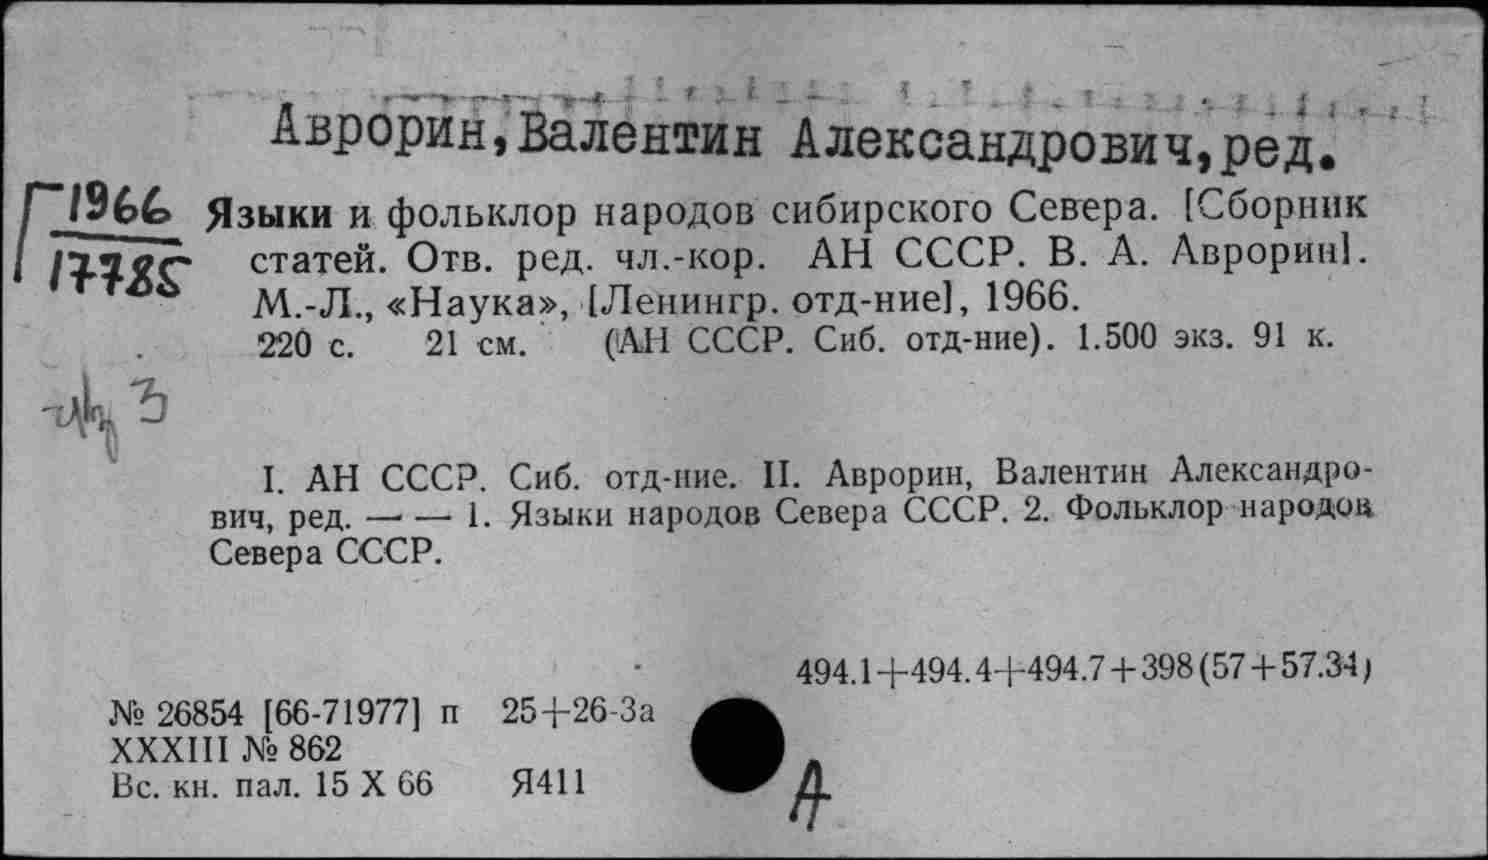 Аврорин,Валентин Александрович,ред.
Г1966
17785
Языки и фольклор народов сибирского Севера. [Сборник
статей. Отв. ред. чл.-кор. АН СССР. В. А. Аврорин].
М.-Л., «Наука», [Ленингр. отд-ние], 1966.
220 с. 21 см. (АН СССР. Сиб. отд-ние). 1.500 экз. 91 к.
3
I. АН СССР. Сиб. отд-ние. II. Аврорин, Валентин Александро-
вич, ред. — — 1. Языки народов Севера СССР. 2. Фольклор народов
Севера СССР.
494.1+494.4+494.7+398(57+57.34)
№ 26854 [66-71977] п 25+26-3а
XXXIII № 862
Вс. кн. пал. 15 X 66 Я411
А